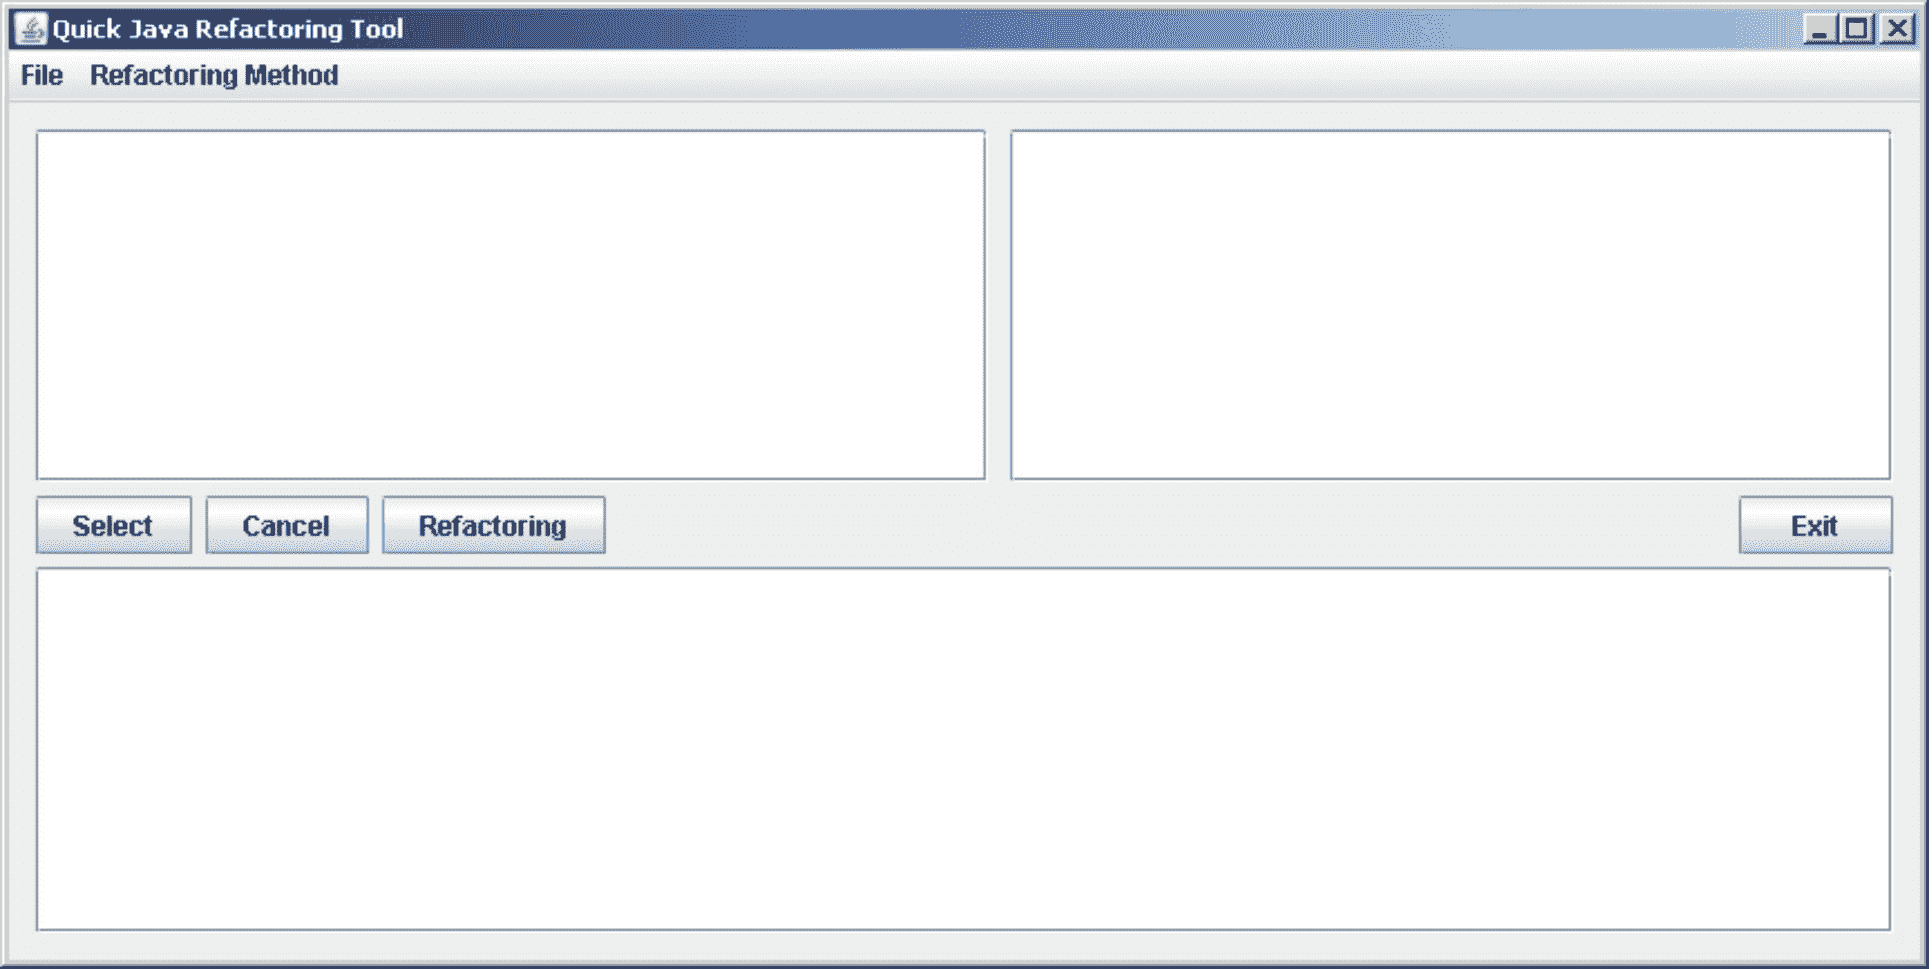 Quick Java Refactoring Tool
File Refactoring Method
Select Cancel Refactoring Exit